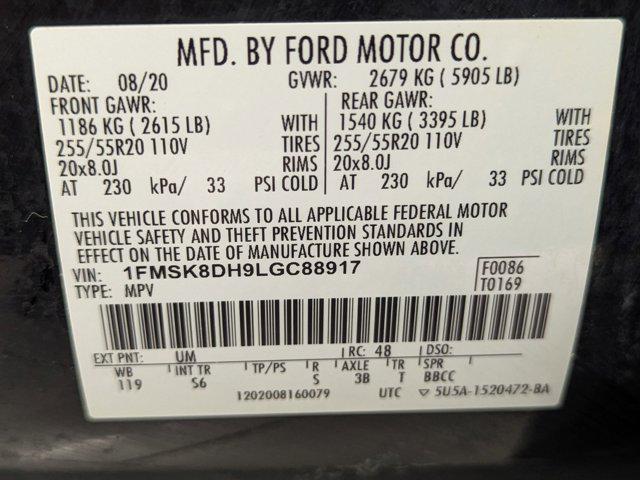 MFD. BY FORD MOTOR CO.
DATE: 08/20 GVWR: 2679 KG ( 5905 LB)
FRONT GAWR: REAR GAWR:
1186 KG ( 2615 LB) WITH 1540 KG ( 3395 LB) WITH
255/55R20 110V TIRES 255/55R20 110V TIRES
20x8.0J RIMS 20x8.0J RIMS
AT 230 kPa/ 33 PSI COLD AT 230 kPa/ 33 PSI COLD
THIS VEHICLE CONFORMS TO ALL APPLICABLE FEDERAL MOTOR
VEHICLE SAFETY AND THEFT PREVENTION STANDARDS IN
EFFECT ON THE DATE OF MANUFACTURE SHOWN ABOVE.
VIN: 1FMSK8DH9LGC88917 F0086
TYPE: MPV T0169
EXT PNT: UM RC: 48 DSO:
WB INT TR TP/PS R AXLE TR SPR
119 S6 S 3B T BBCC
1202008160079 UTC ▽ 5U5A-1520472-BA